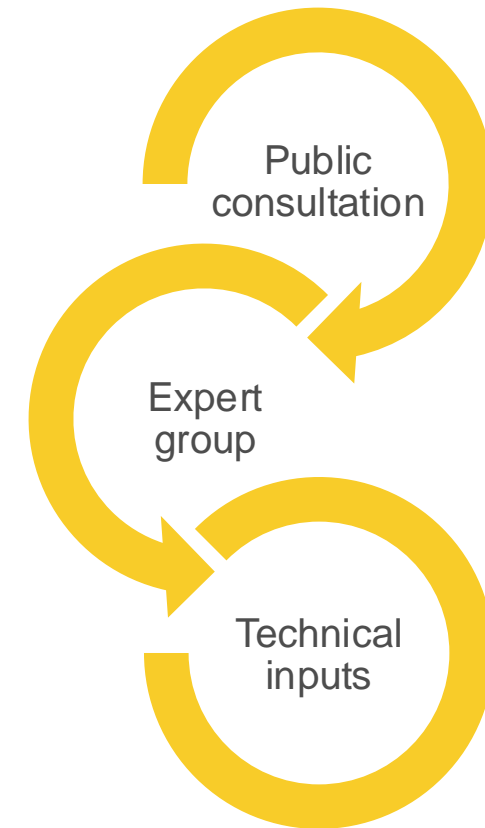 Public
consultation
Expert
group
Technical
inputs